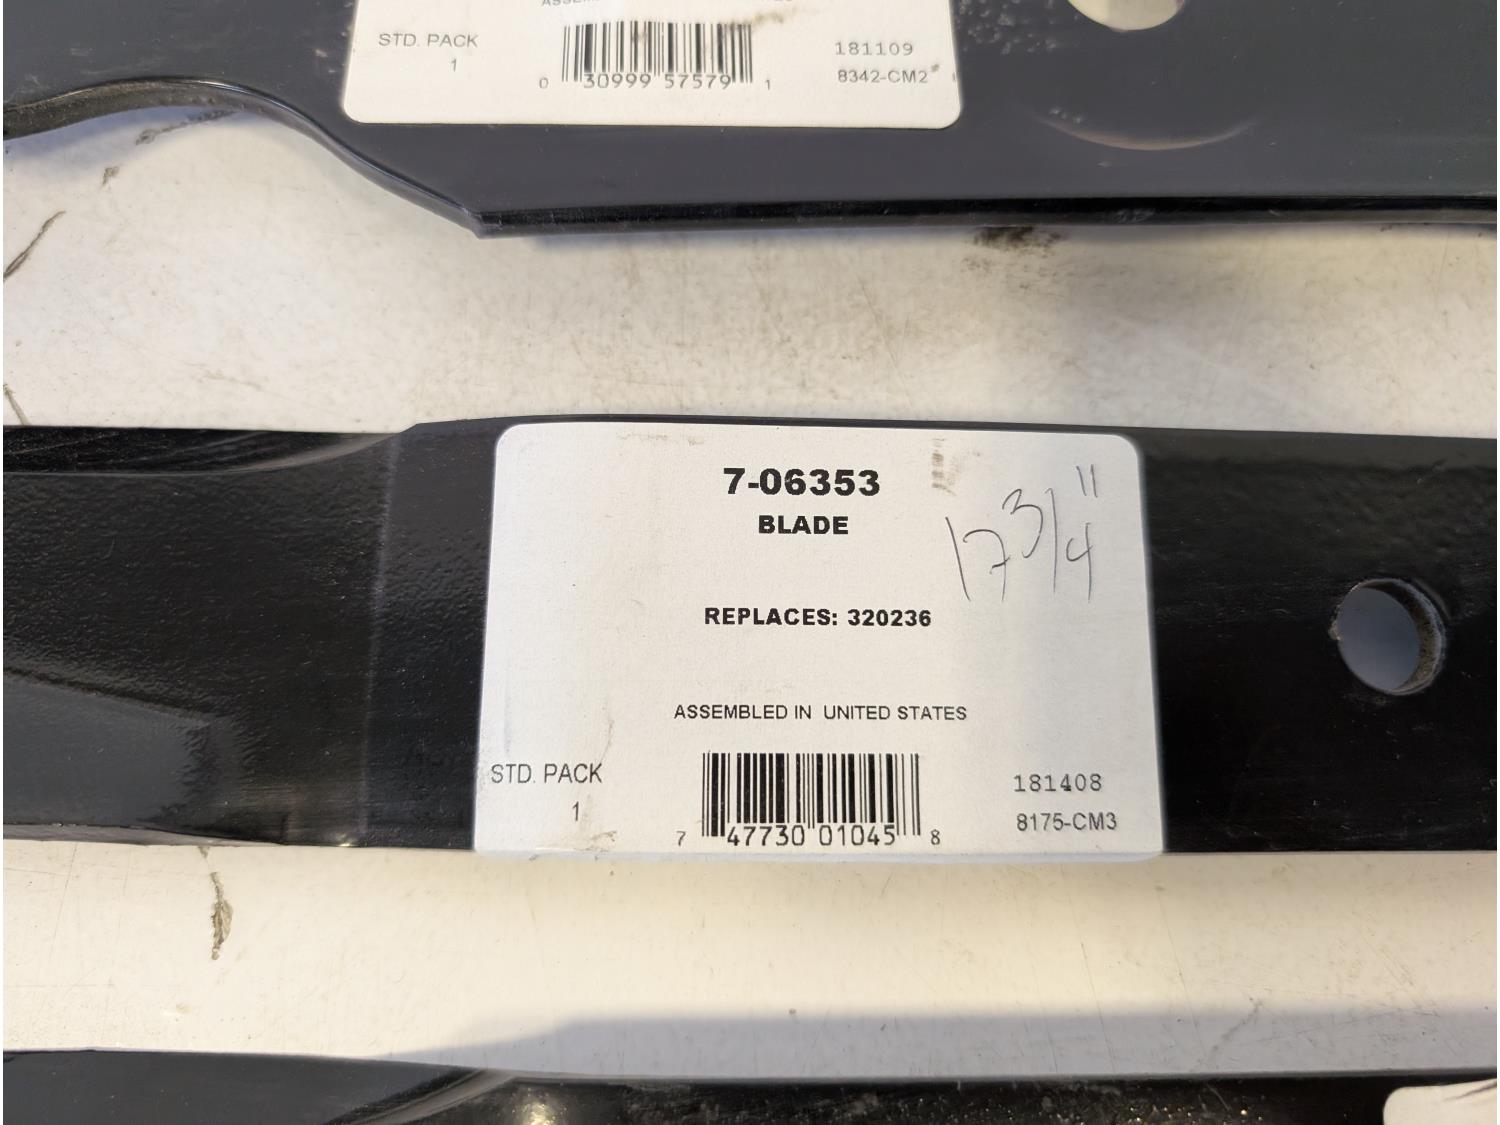 STD. PACK
1
0 30999 57579 1
181109
8342-CM2
7-06353
BLADE
17 3/4"
REPLACES: 320236
ASSEMBLED IN UNITED STATES
STD. PACK
1
7 47730 01045 8
181408
8175-CM3